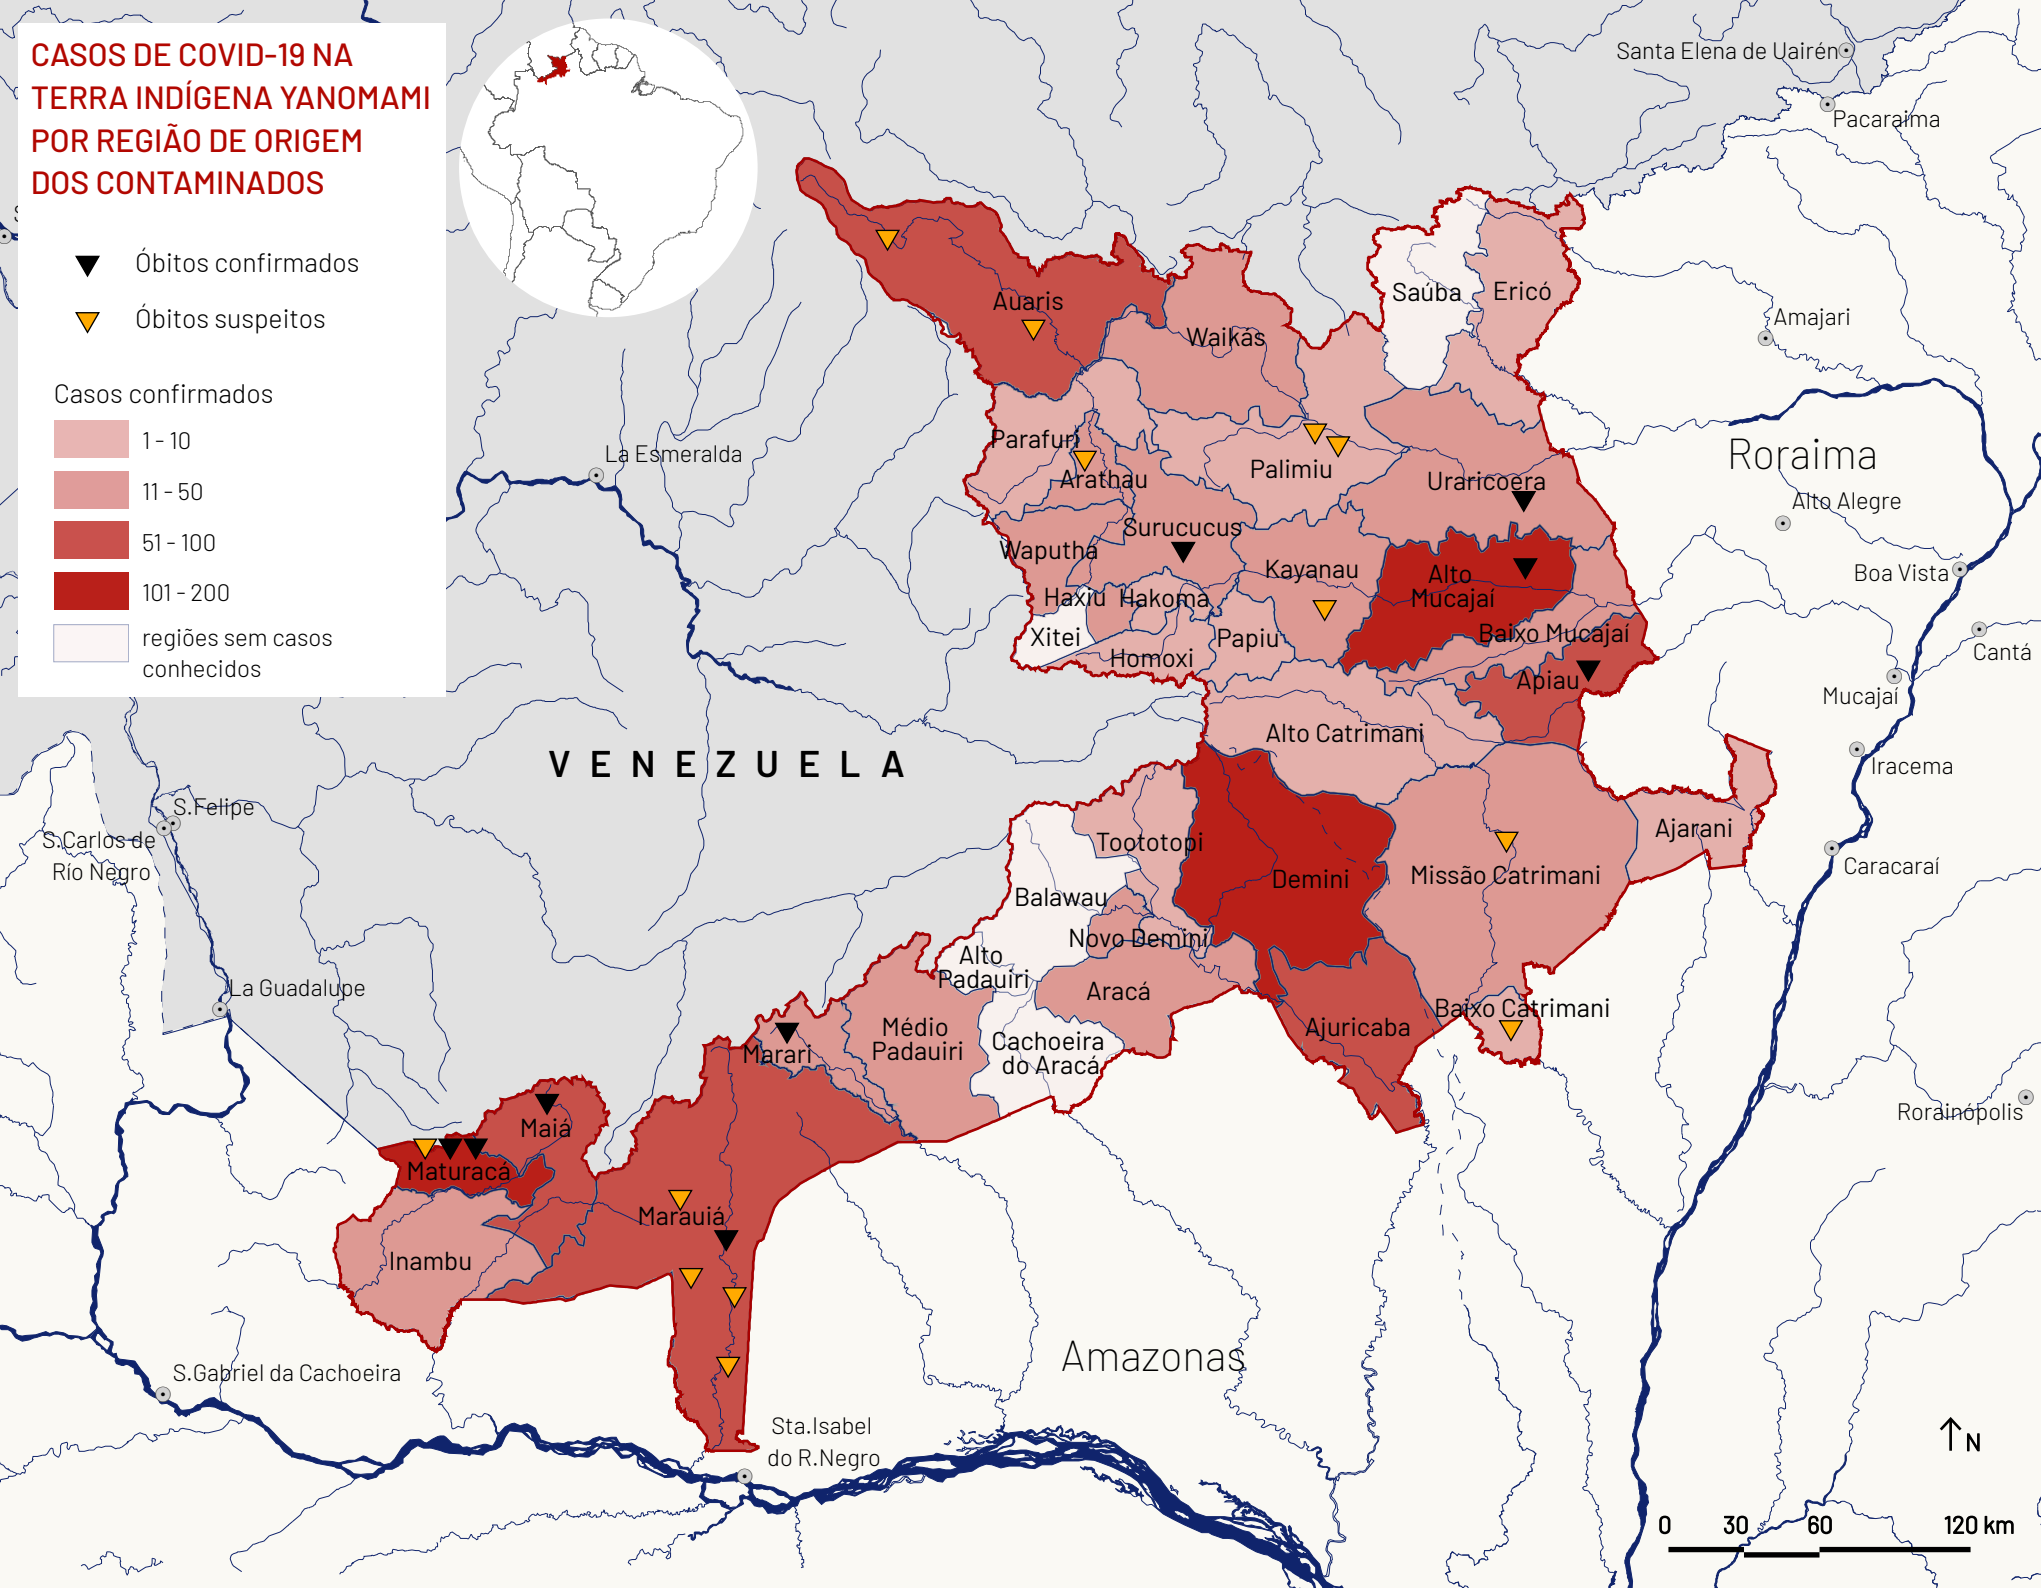 CASOS DE COVID-19 NA
TERRA INDÍGENA YANOMAMI
POR REGIÃO DE ORIGEM
DOS CONTAMINADOS
Óbitos confirmados
Óbitos suspeitos
Casos confirmados
1 - 10
11 - 50
51 - 100
101 - 200
regiões sem casos
conhecidos
Santa Elena de Uairén
Pacaraima
Auaris
Waikás
Saúba
Ericó
Amajari
La Esmeralda
Parafuri
Arathau
Palimiu
Uraricoera
Roraima
Alto Alegre
Surucucus
Waputha
Kayanau
Alto
Mucajaí
Boa Vista
Haxiu
Hakoma
Xitei
Papiu
Homoxi
Baixo Mucajaí
Cantá
Apiau
Mucajaí
Alto Catrimani
VENEZUELA
Iracema
S.Felipe
S.Carlos de
Río Negro
Toototopi
Ajarani
Demini
Missão Catrimani
Caracaraí
Balawau
Novo Demini
Alto
Padauiri
La Guadalupe
Aracá
Baixo Catrimani
Médio
Padauiri
Ajuricaba
Cachoeira
do Aracá
Marari
Maiá
Rorainópolis
Maturacá
Marauiá
Inambu
Amazonas
S.Gabriel da Cachoeira
Sta.Isabel
do R.Negro
N
0 30 60 120 km